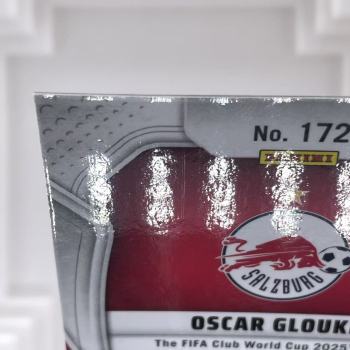 No. 172
PANINI
SALZBURG
OSCAR GLOUK
The FIFA Club World Cup 2025